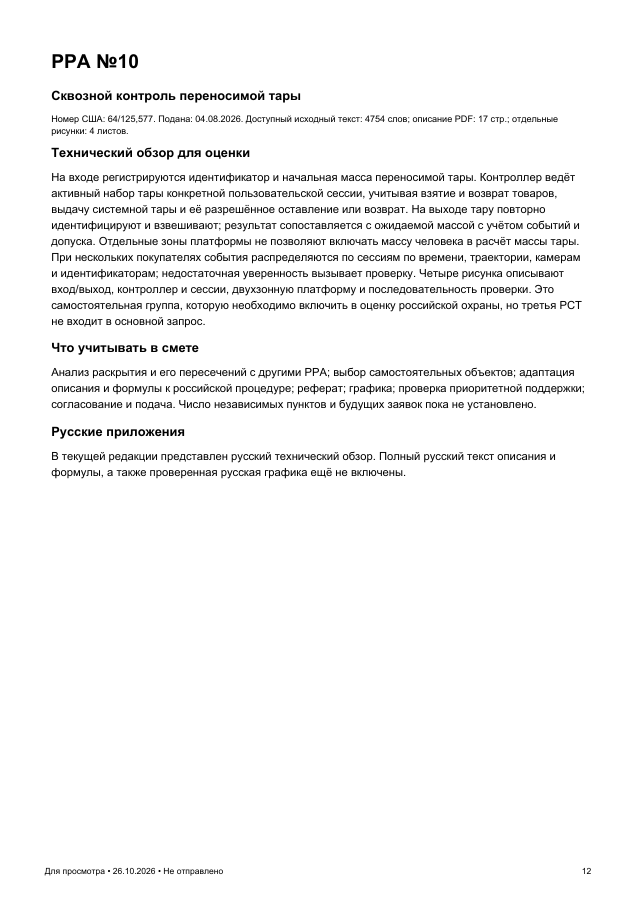 PPA №10
Сквозной контроль переносимой тары
Номер США: 64/125,577. Подана: 04.08.2026. Доступный исходный текст: 4754 слов; описание PDF: 17 стр.; отдельные
рисунки: 4 листов.
Технический обзор для оценки
На входе регистрируются идентификатор и начальная масса переносимой тары. Контроллер ведёт
активный набор тары конкретной пользовательской сессии, учитывая взятие и возврат товаров,
выдачу системной тары и её разрешённое оставление или возврат. На выходе тару повторно
идентифицируют и взвешивают; результат сопоставляется с ожидаемой массой с учётом событий и
допуска. Отдельные зоны платформы не позволяют включать массу человека в расчёт массы тары.
При нескольких покупателях события распределяются по сессиям по времени, траектории, камерам
и идентификаторам; недостаточная уверенность вызывает проверку. Четыре рисунка описывают
вход/выход, контроллер и сессии, двухзонную платформу и последовательность проверки. Это
самостоятельная группа, которую необходимо включить в оценку российской охраны, но третья PCT
не входит в основной запрос.
Что учитывать в смете
Анализ раскрытия и его пересечений с другими PPA; выбор самостоятельных объектов; адаптация
описания и формулы к российской процедуре; реферат; графика; проверка приоритетной поддержки;
согласование и подача. Число независимых пунктов и будущих заявок пока не установлено.
Русские приложения
В текущей редакции представлен русский технический обзор. Полный русский текст описания и
формулы, а также проверенная русская графика ещё не включены.
Для просмотра • 26.10.2026 • Не отправлено
12